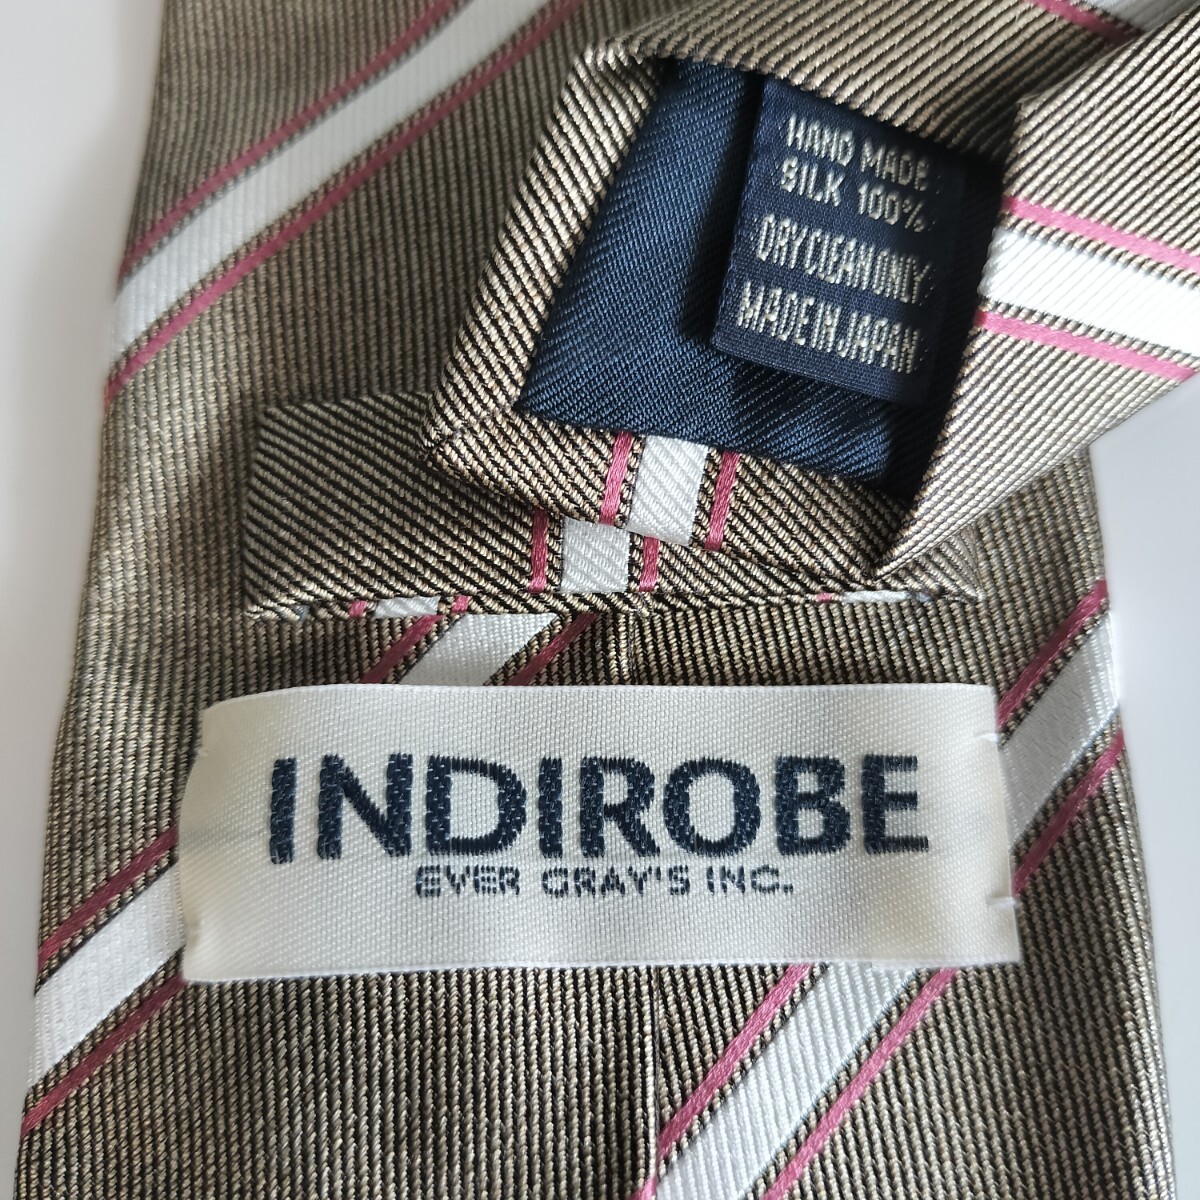 HAND MADE
SILK 100%
DRY CLEAN ONLY
MADE IN JAPAN
INDIROBE
EVER GRAY'S INC.